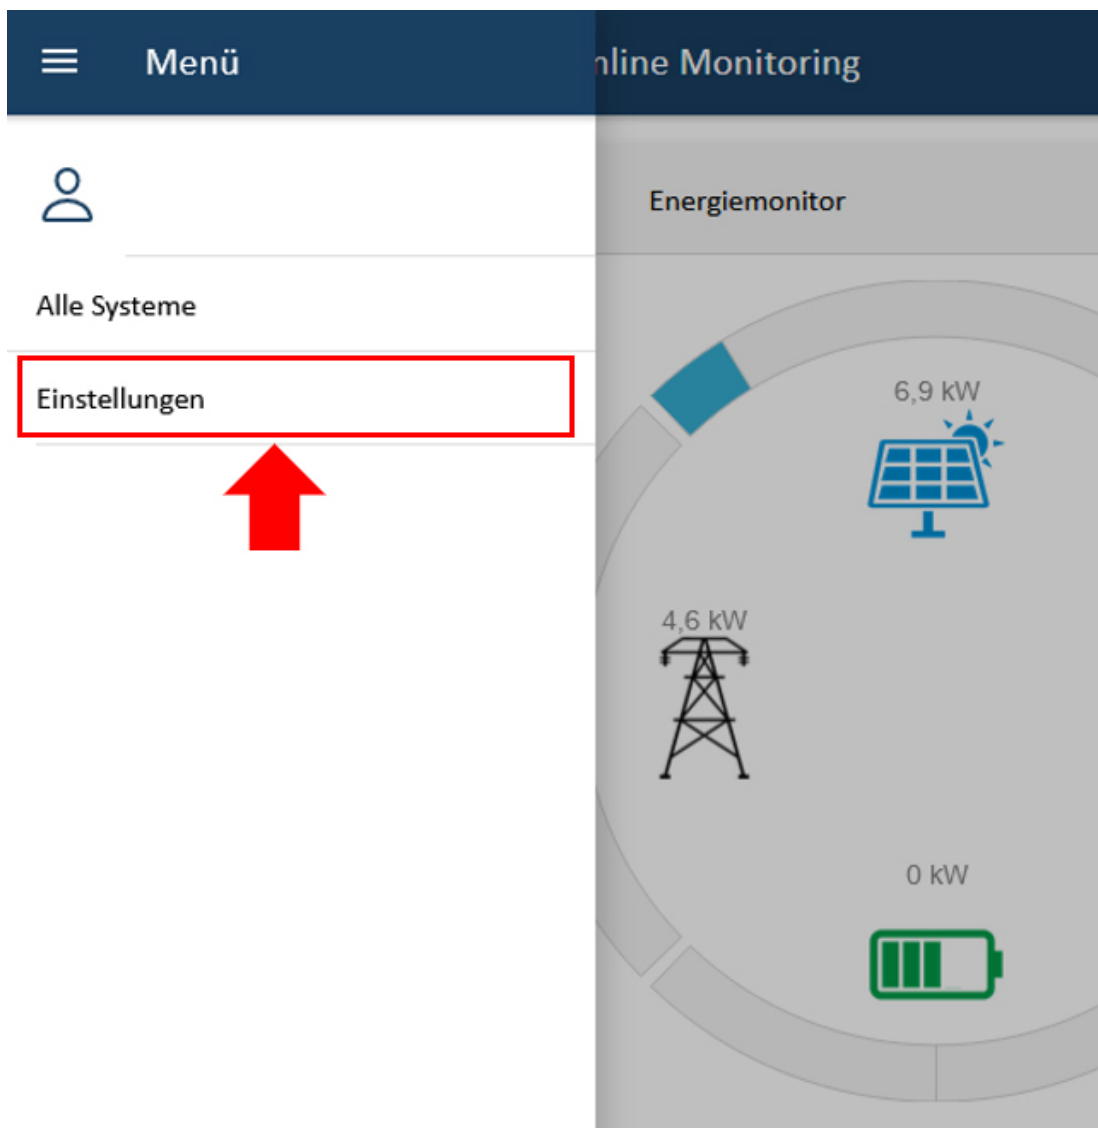 Menü
nline Monitoring
Energiemonitor
Alle Systeme
Einstellungen
6,9 kW
4,6 kW
0 kW